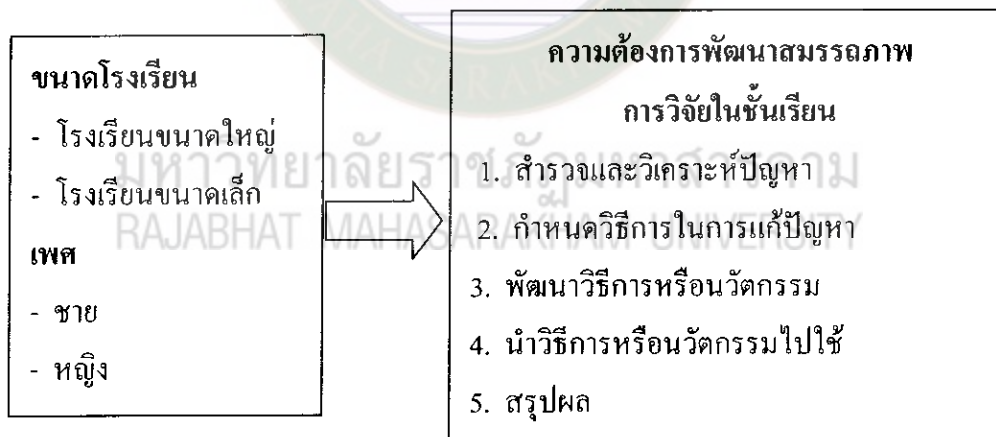 ขนาดโรงเรียน
- โรงเรียนขนาดใหญ่
- โรงเรียนขนาดเล็ก
เพศ
- ชาย
- หญิง
ความต้องการพัฒนาสมรรถภาพ
การวิจัยในชั้นเรียน
1. สำรวจและวิเคราะห์ปัญหา
2. กำหนดวิธีการในการแก้ปัญหา
3. พัฒนาวิธีการหรือนวัตกรรม
4. นำวิธีการหรือนวัตกรรมไปใช้
5. สรุปผล
มหาวิทยาลัยราชภัฏมหาสารคาม
RAJABHAT MAHASARAKHAM UNIVERSITY